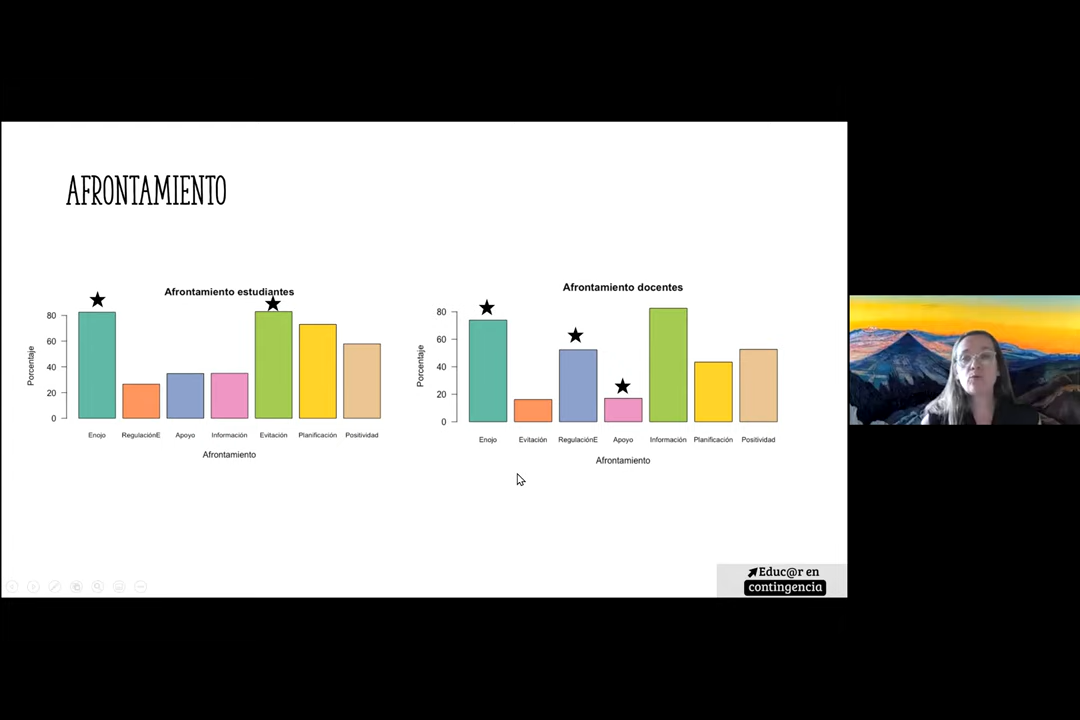 AFRONTAMIENTO
Afrontamiento estudiantes
80
60
40
20
0
Porcentaje
Enojo RegulaciónE Apoyo Información Evitación Planificación Positividad
Afrontamiento
Afrontamiento docentes
80
60
40
20
0
Porcentaje
Enojo Evitación RegulaciónE Apoyo Información Planificación Positividad
Afrontamiento
Educ@r en
contingencia